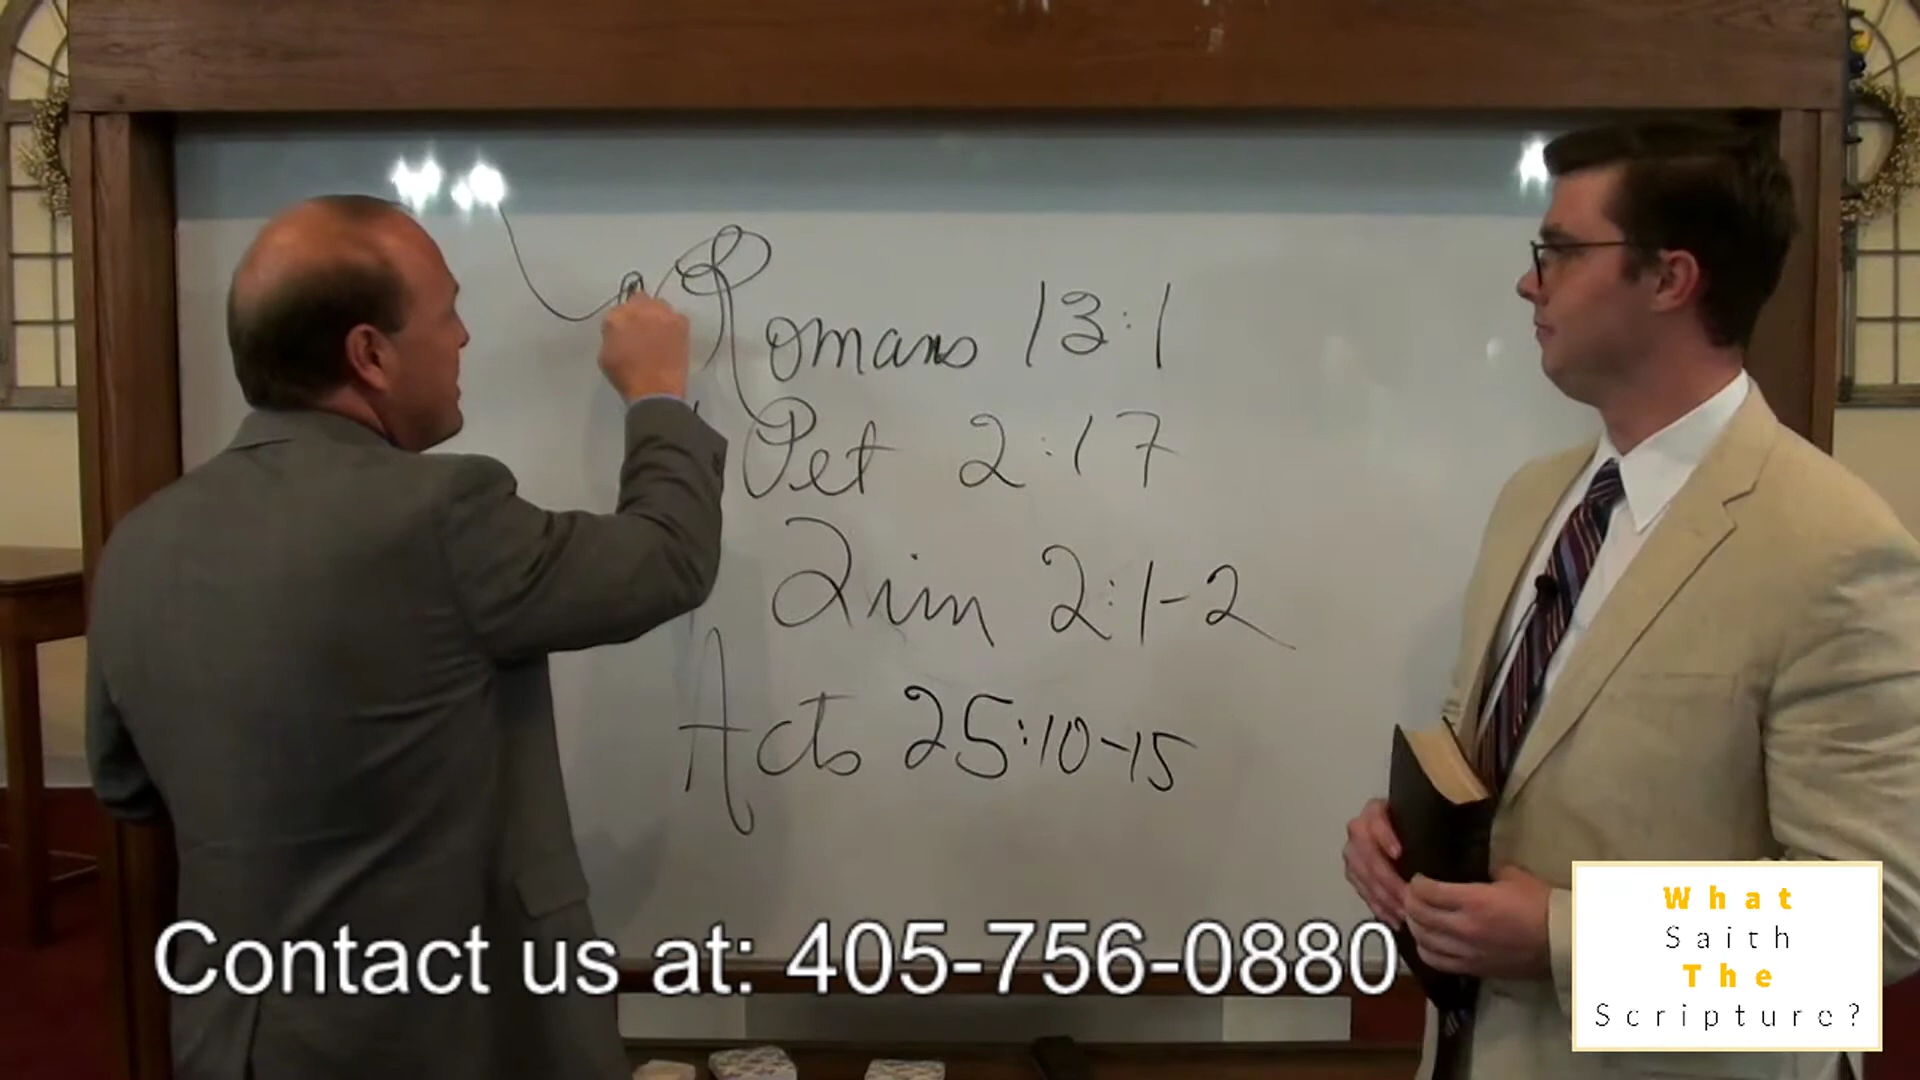 Romans 13:1
1 Pet 2:17
Tim 2:1-2
Acts 25:10-15
Contact us at: 405-756-0880
What
Saith
The
Scripture?